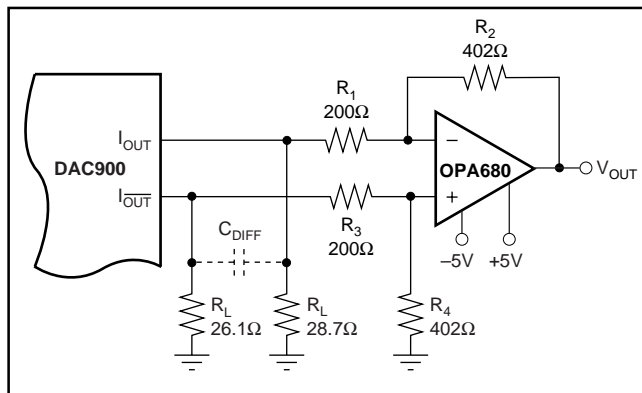 R2
402Ω
R1
200Ω
IOUT
DAC900
−
OPA680
VOUT
IOUT
+
R3
200Ω
CDIFF
–5V +5V
RL
26.1Ω
RL
28.7Ω
R4
402Ω